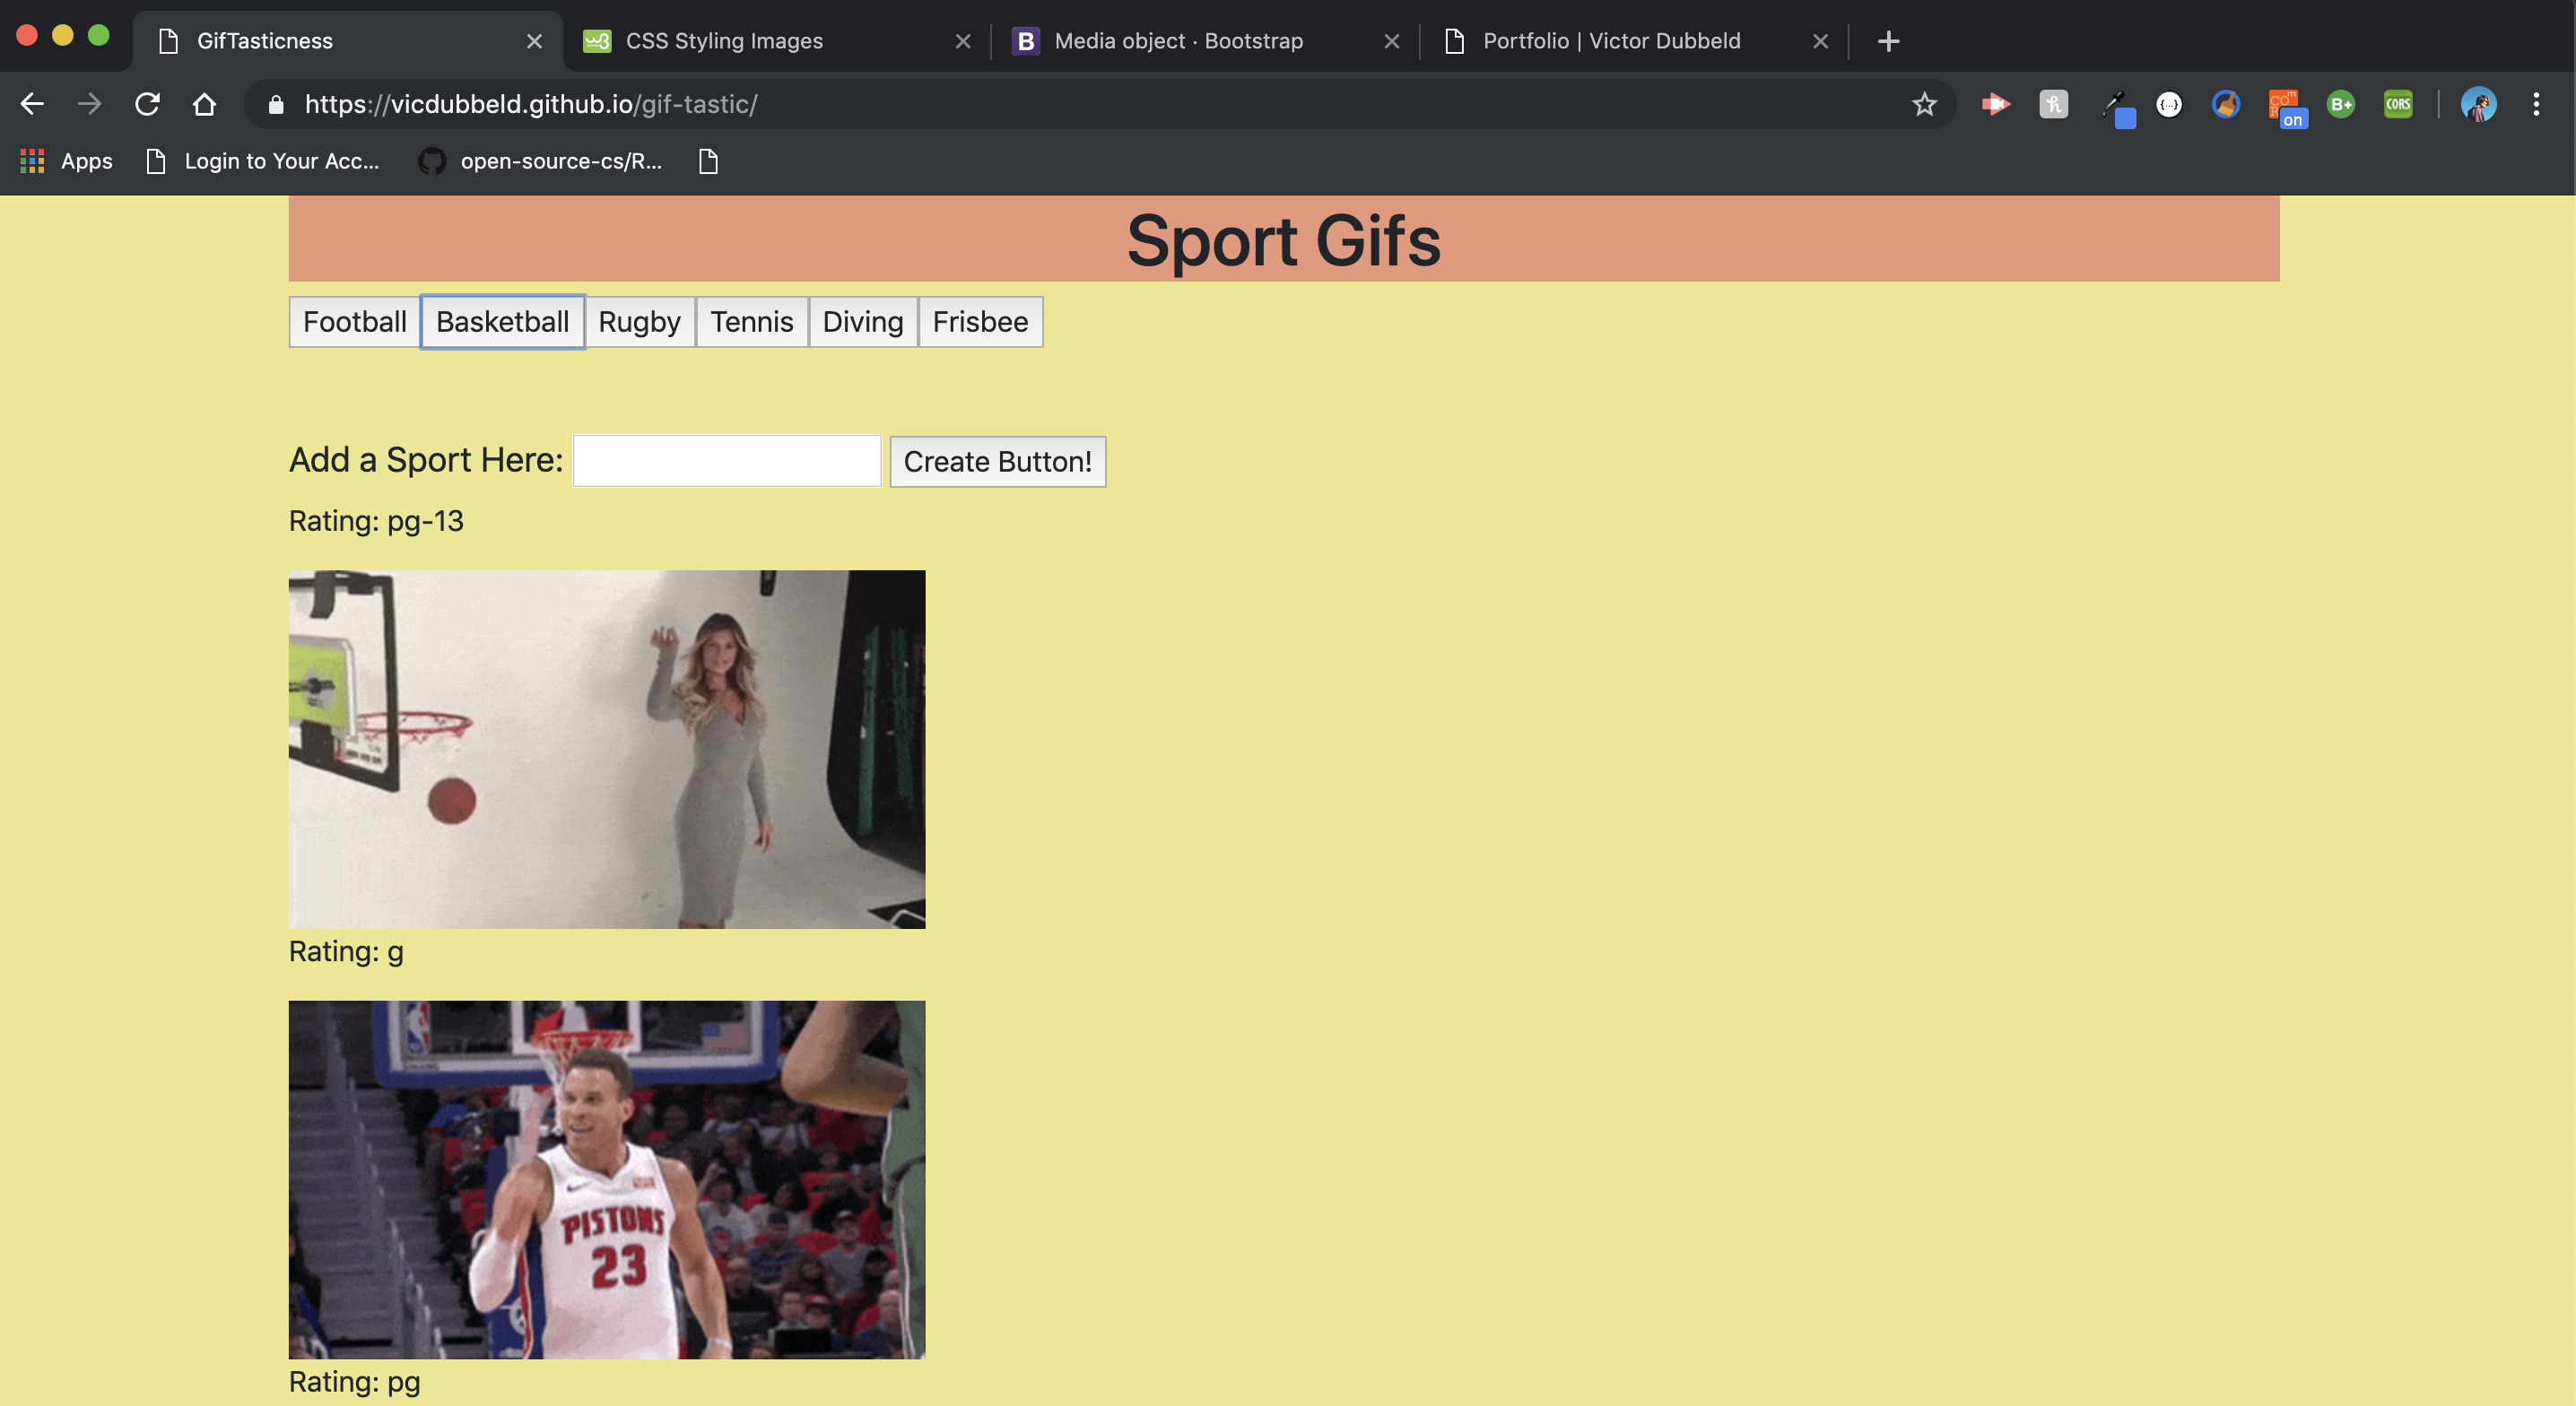 GifTasticness
CSS Styling Images
Media object · Bootstrap
Portfolio | Victor Dubbeld
https://vicdubbeld.github.io/gif-tastic/
on
B+
CORS
Apps
Login to Your Acc...
open-source-cs/R...
Sport Gifs
Football
Basketball
Rugby
Tennis
Diving
Frisbee
Add a Sport Here:
Create Button!
Rating: pg-13
Rating: g
PISTONS
23
Rating: pg